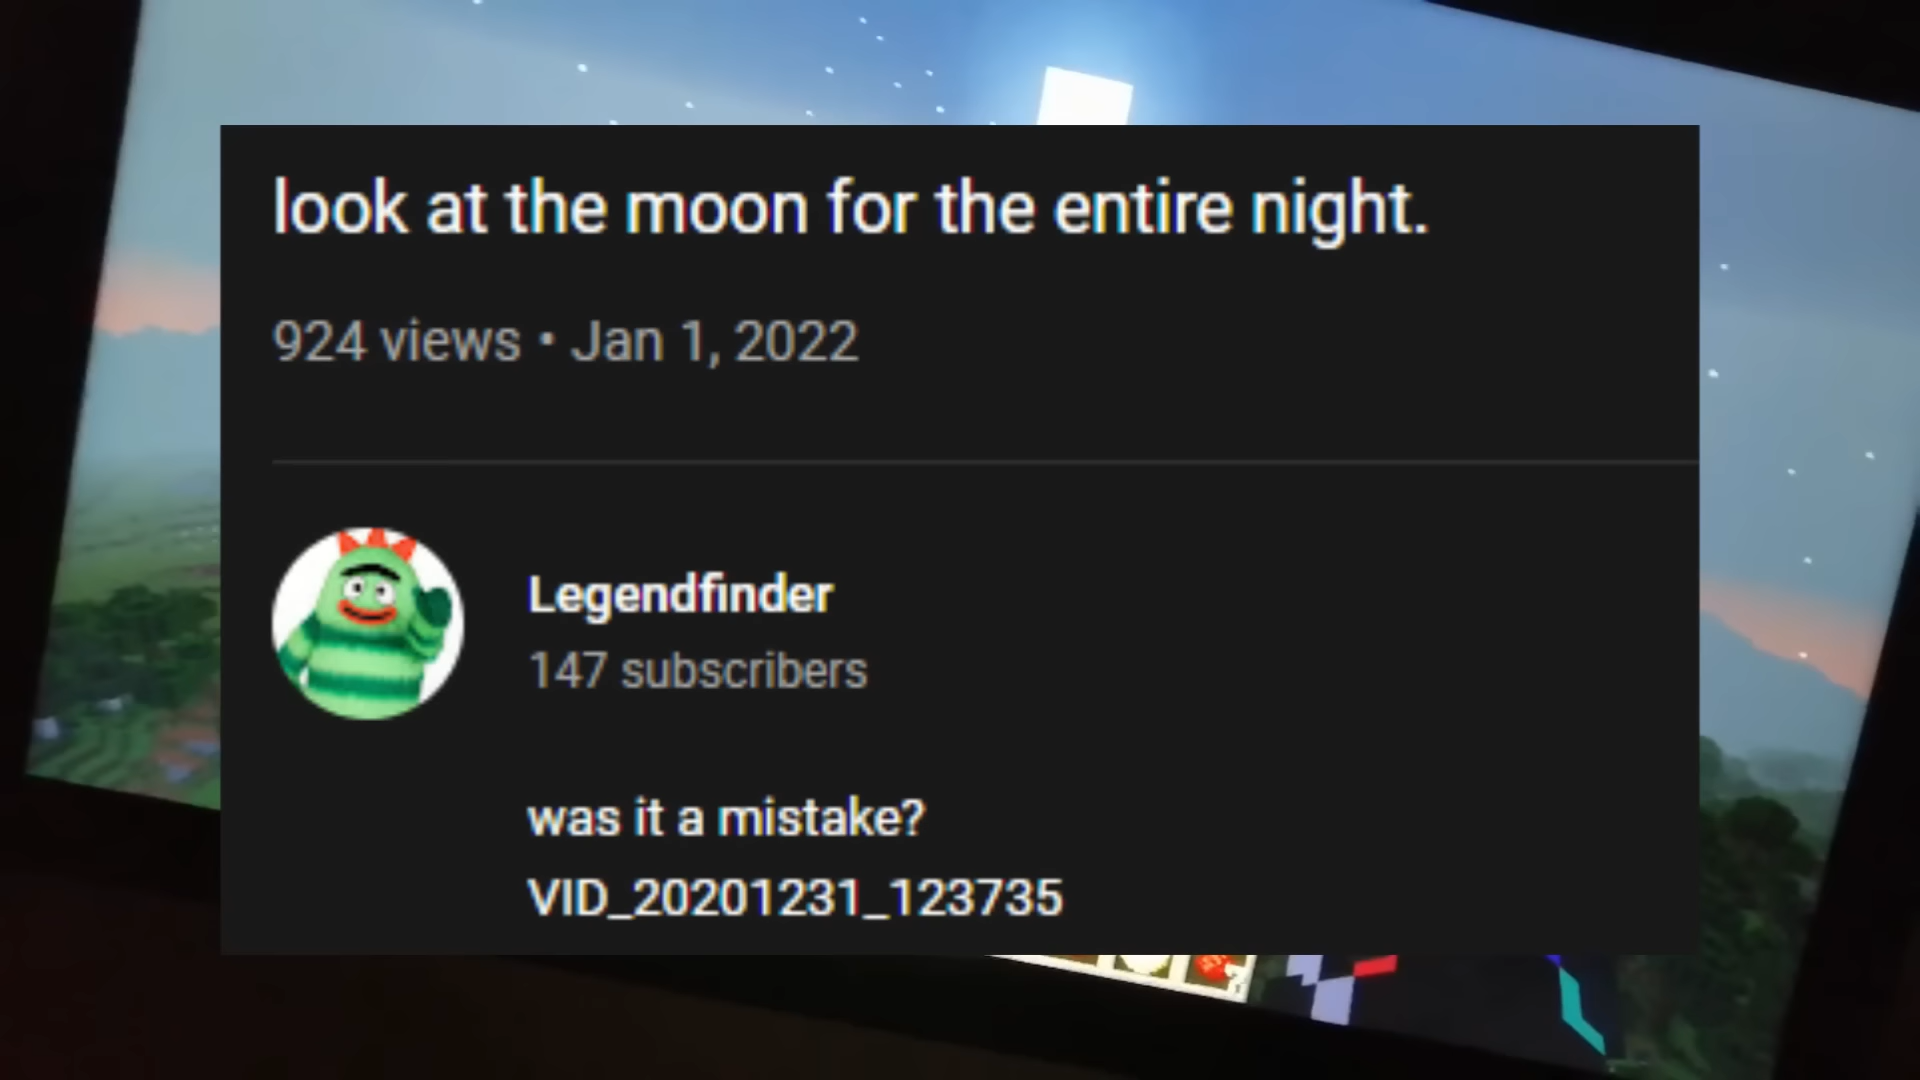 look at the moon for the entire night.
924 views • Jan 1, 2022
Legendfinder
147 subscribers
was it a mistake?
VID_20201231_123735